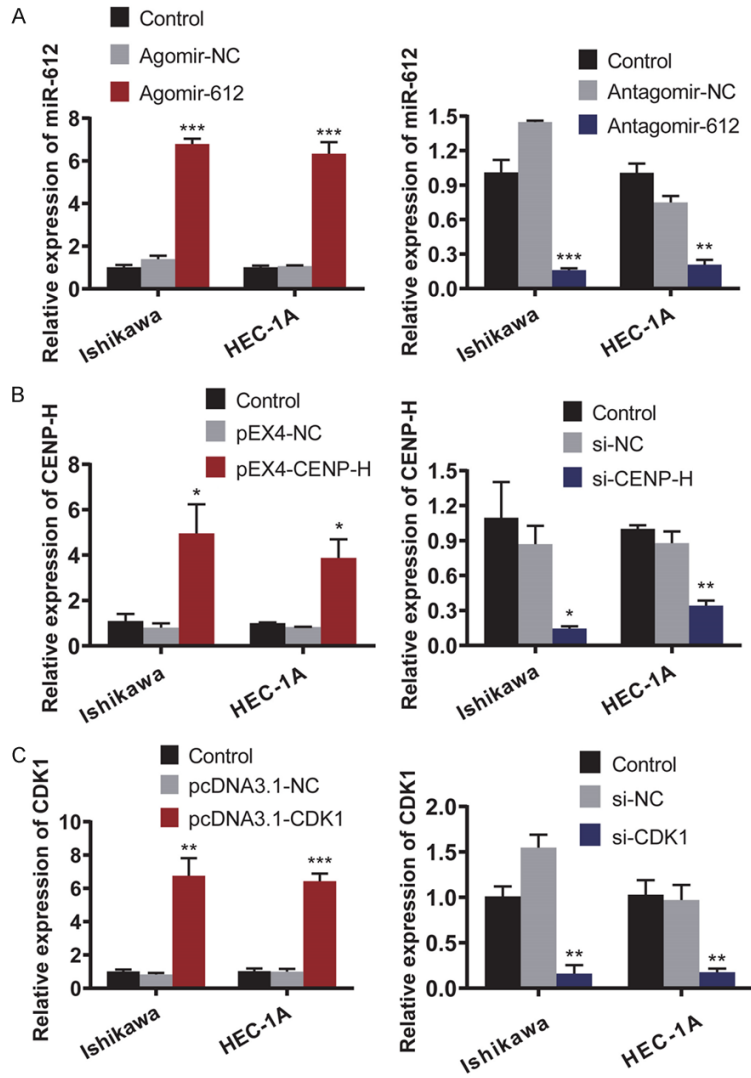 A
Control
Agomir-NC
Agomir-612
Relative expression of miR-612
8
6
4
2
0
***
***
Ishikawa
HEC-1A
Control
Antagomir-NC
Antagomir-612
Relative expression of miR-612
1.5
1.2
0.9
0.6
0.3
0.0
***
**
Ishikawa
HEC-1A
B
Control
pEX4-NC
pEX4-CENP-H
Relative expression of CENP-H
8
6
4
2
0
*
*
Ishikawa
HEC-1A
Control
si-NC
si-CENP-H
Relative expression of CENP-H
1.5
1.2
0.9
0.6
0.3
0.0
*
**
Ishikawa
HEC-1A
C
Control
pcDNA3.1-NC
pcDNA3.1-CDK1
Relative expression of CDK1
10
8
6
4
2
0
**
***
Ishikawa
HEC-1A
Control
si-NC
si-CDK1
Relative expression of CDK1
2.0
1.5
1.0
0.5
0.0
**
**
Ishikawa
HEC-1A